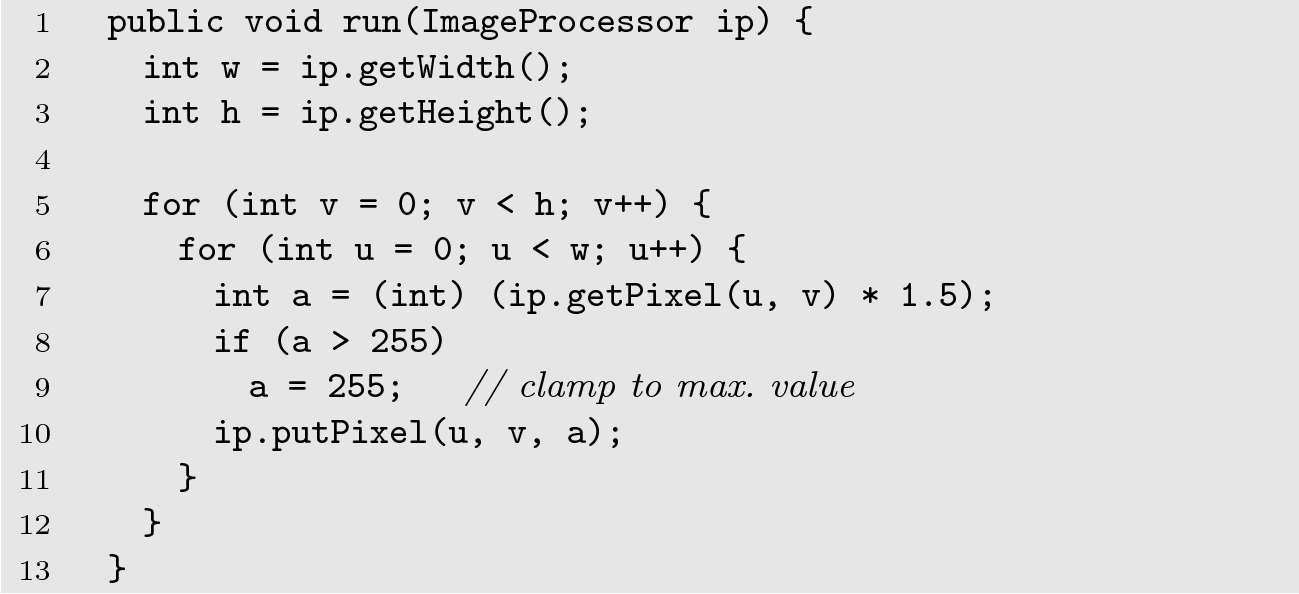 1 public void run(ImageProcessor ip) {
2 int w = ip.getWidth();
3 int h = ip.getHeight();
4
5 for (int v = 0; v < h; v++) {
6 for (int u = 0; u < w; u++) {
7 int a = (int) (ip.getPixel(u, v) * 1.5);
8 if (a > 255)
9 a = 255; // clamp to max. value
10 ip.putPixel(u, v, a);
11 }
12 }
13 }